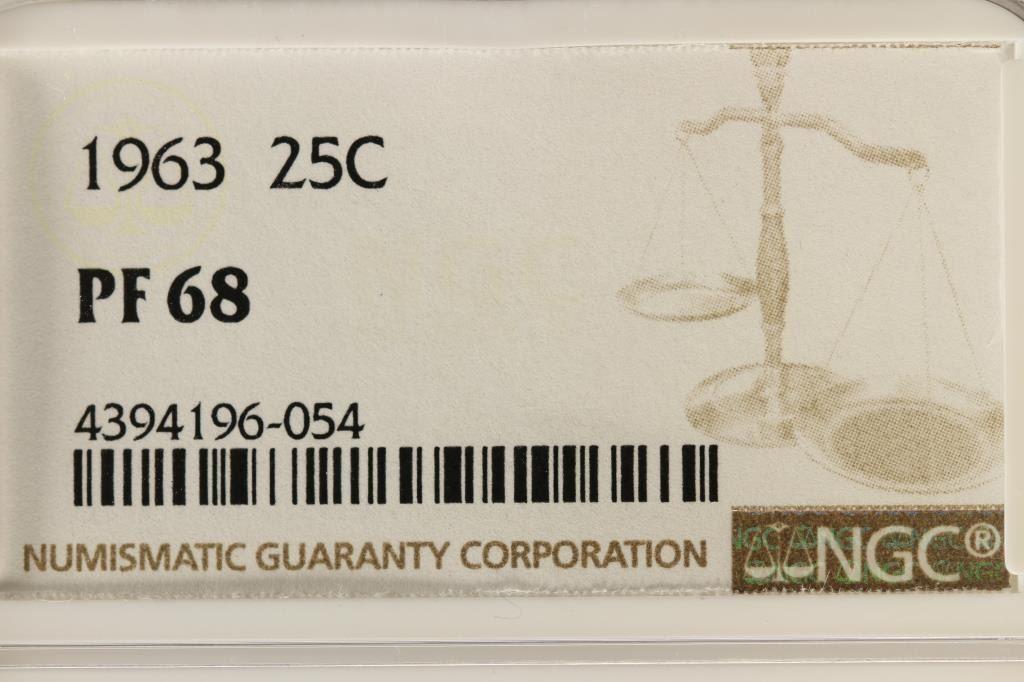 1963 25C
PF 68
4394196-054
NUMISMATIC GUARANTY CORPORATION
NGC®